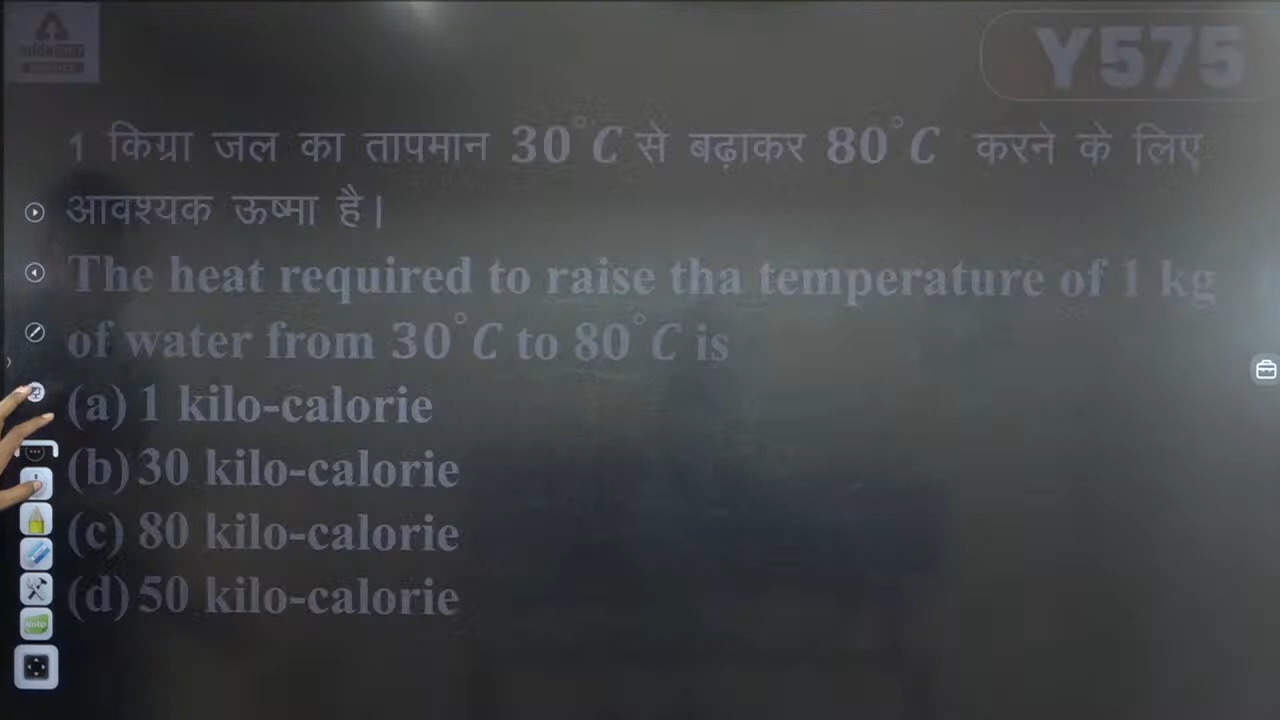 Y575
1 किग्रा जल का तापमान 30°C से बढ़ाकर 80°C करने के लिए
आवश्यक ऊष्मा है।
The heat required to raise tha temperature of 1 kg
of water from 30°C to 80°C is
(a) 1 kilo-calorie
(b) 30 kilo-calorie
(c) 80 kilo-calorie
(d) 50 kilo-calorie
Note